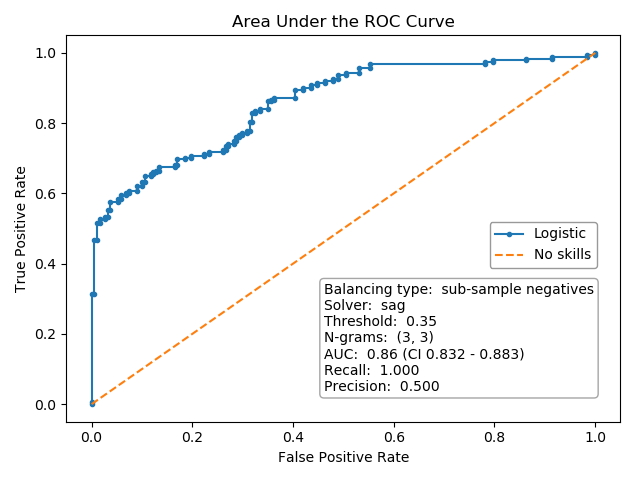 Area Under the ROC Curve
1.0
0.8
0.6
0.4
0.2
0.0
True Positive Rate
Logistic
No skills
Balancing type:  sub-sample negatives
Solver:  sag
Threshold:  0.35
N-grams:  (3, 3)
AUC:  0.86 (CI 0.832 - 0.883)
Recall:  1.000
Precision:  0.500
0.0 0.2 0.4 0.6 0.8 1.0
False Positive Rate